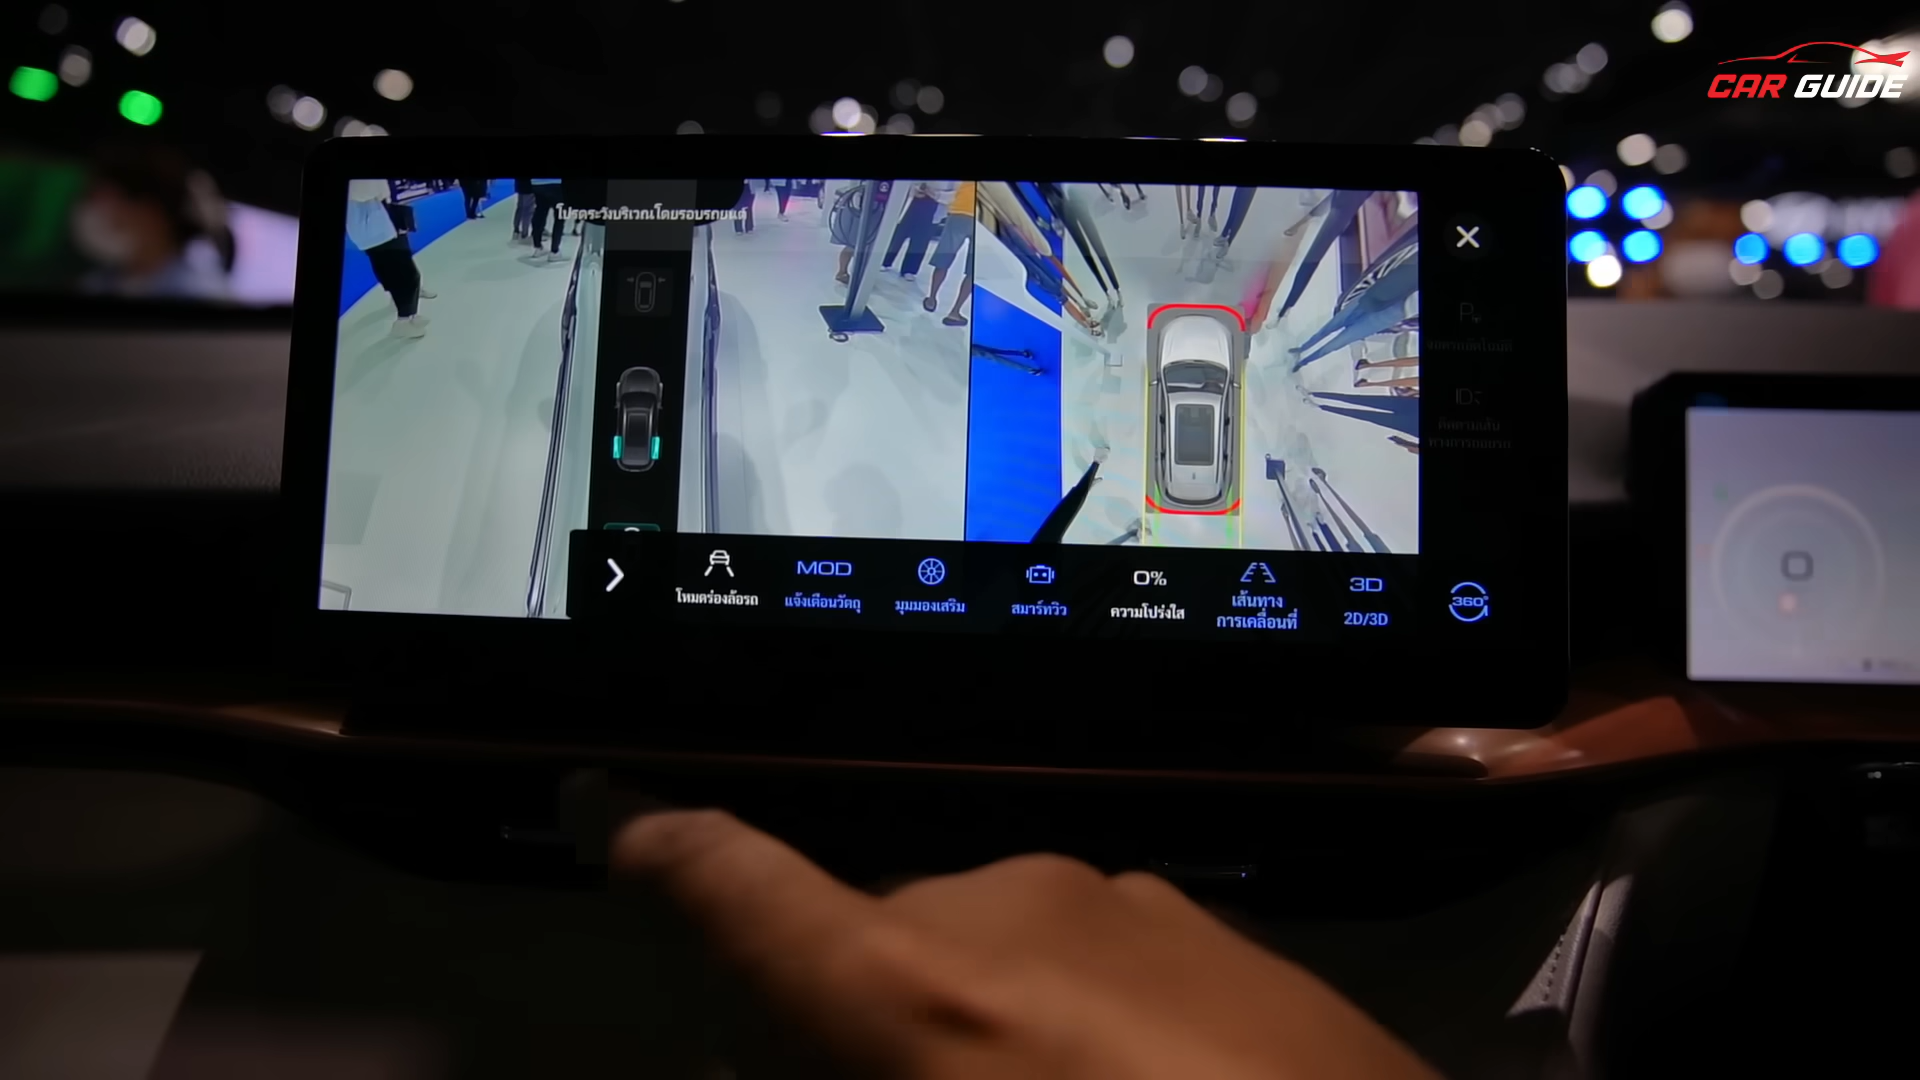 CAR GUIDE
โปรดระวังบริเวณโดยรอบรถยนต์
MOD
0%
3D
360°
โหมดร่องล้อรถ
แจ้งเตือนวัตถุ
มุมมองเสริม
สมาร์ทวิว
ความโปร่งใส
เส้นทาง
การเคลื่อนที่
2D/3D